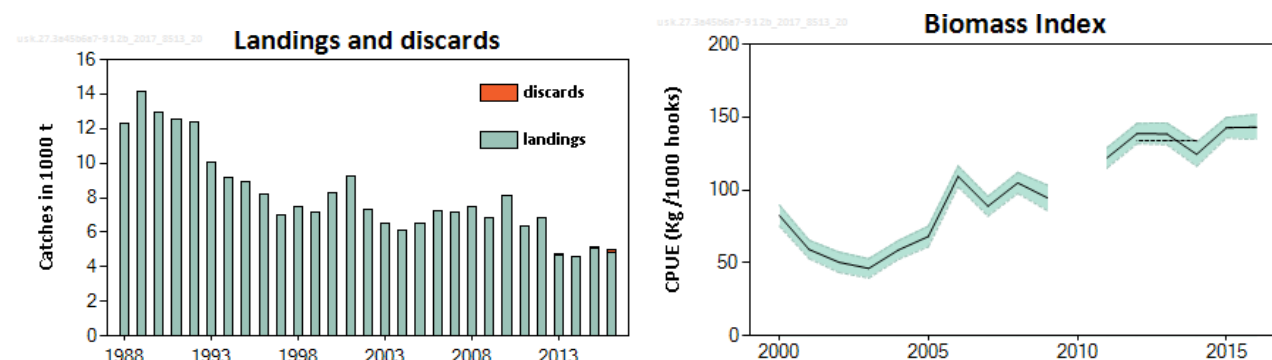 Landings and discards
16
14
12
10
8
6
4
2
0
Catches in 1000 t
discards
landings
1988 1993 1998 2003 2008 2013
Biomass Index
200
150
100
50
0
CPUE (Kg /1000 hooks)
2000 2005 2010 2015